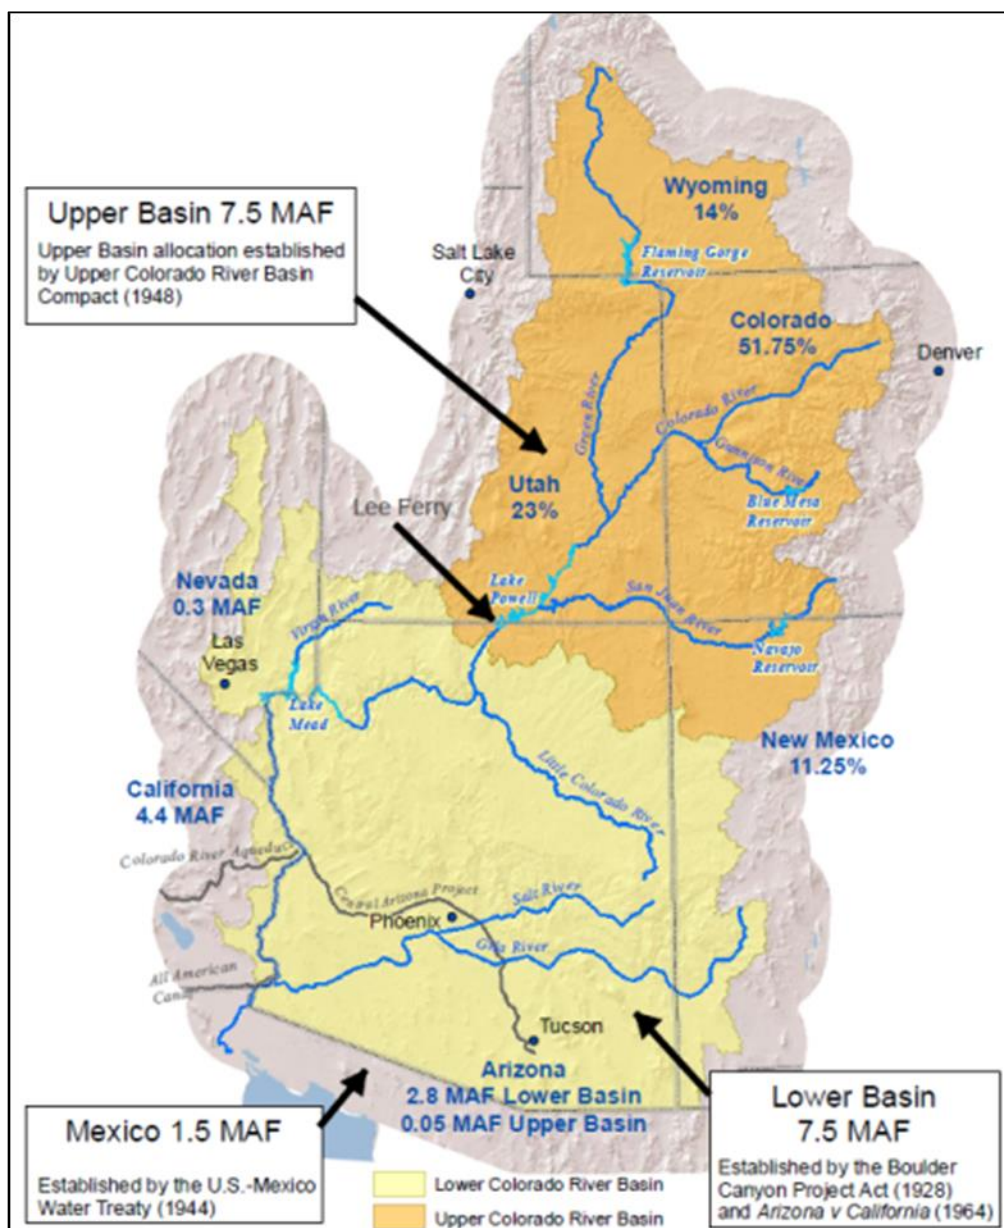 Wyoming
14%
Upper Basin 7.5 MAF
Upper Basin allocation established
by Upper Colorado River Basin
Compact (1948)
Salt Lake
City
Flaming Gorge
Reservoir
Colorado
51.75%
Denver
Green River
Colorado River
Gunnison River
Blue Mesa
Reservoir
Utah
23%
Lee Ferry
Lake
Powell
San Juan River
Navajo
Reservoir
Nevada
0.3 MAF
Virgin River
Las
Vegas
Lake
Mead
New Mexico
11.25%
Little Colorado River
California
4.4 MAF
Colorado River Aqueduct
Central Arizona Project
Salt River
Phoenix
Gila River
All American
Canal
Tucson
Arizona
2.8 MAF Lower Basin
0.05 MAF Upper Basin
Mexico 1.5 MAF
Established by the U.S.-Mexico
Water Treaty (1944)
Lower Basin
7.5 MAF
Established by the Boulder
Canyon Project Act (1928)
and Arizona v California (1964)
Lower Colorado River Basin
Upper Colorado River Basin